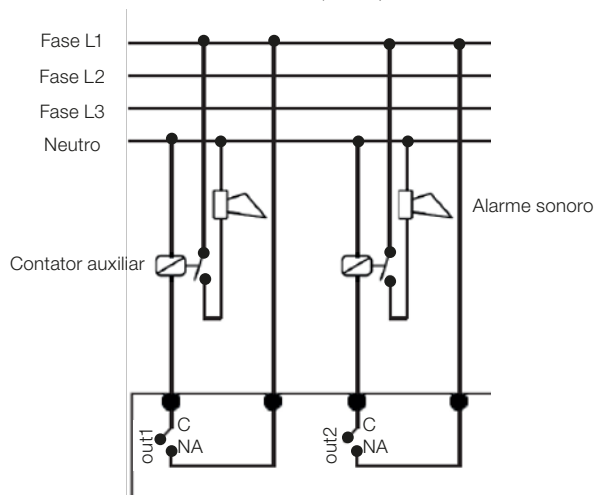 Fase L1
Fase L2
Fase L3
Neutro
Alarme sonoro
Contator auxiliar
out1
C
NA
out2
C
NA